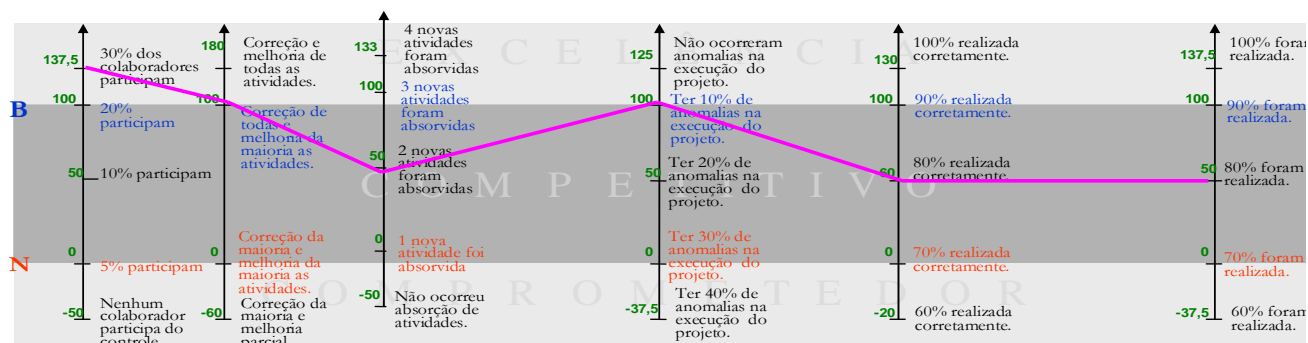 EXCELÊNCIA
COMPETITIVO
COMPROMETEDOR
B
N
137,5
100
50
0
-50
30% dos
colaboradores
participam
20%
participam
10% participam
5% participam
Nenhum
colaborador
participa do
controle
180
100
0
-60
Correção e
melhoria de
todas as
atividades.
Correção de
todas e
melhoria da
maioria as
atividades.
Correção da
maioria e
melhoria da
maioria as
atividades.
Correção da
maioria e
melhoria
parcial
133
100
50
0
-50
4 novas
atividades
foram
absorvidas
3 novas
atividades
foram
absorvidas
2 novas
atividades
foram
absorvidas
1 nova
atividade foi
absorvida
Não ocorreu
absorção de
atividades.
125
100
50
0
-37,5
Não ocorreram
anomalias na
execução do
projeto.
Ter 10% de
anomalias na
execução do
projeto.
Ter 20% de
anomalias na
execução do
projeto.
Ter 30% de
anomalias na
execução do
projeto.
Ter 40% de
anomalias na
execução do
projeto.
130
100
60
0
-20
100% realizada
corretamente.
90% realizada
corretamente.
80% realizada
corretamente.
70% realizada
corretamente.
60% realizada
corretamente.
137,5
100
50
0
-37,5
100% foram
realizada.
90% foram
realizada.
80% foram
realizada.
70% foram
realizada.
60% foram
realizada.